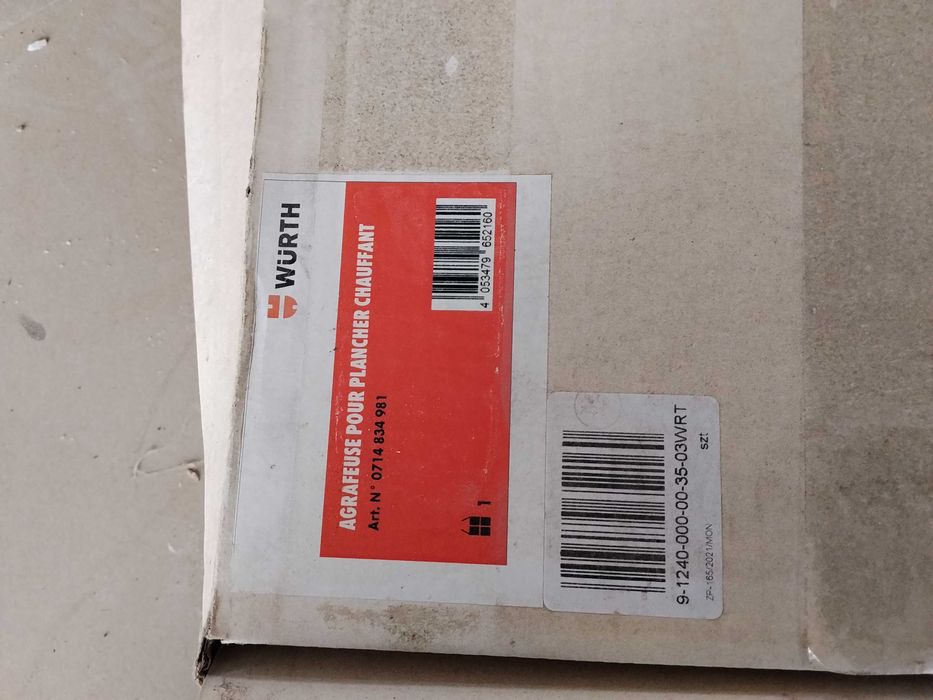 WÜRTH
AGRAFEUSE POUR PLANCHER CHAUFFANT
Art. N° 0714 834 981
1
4 053479 652160
9-1240-000-00-35-03WRT
szt
ZP-165/2021/MON